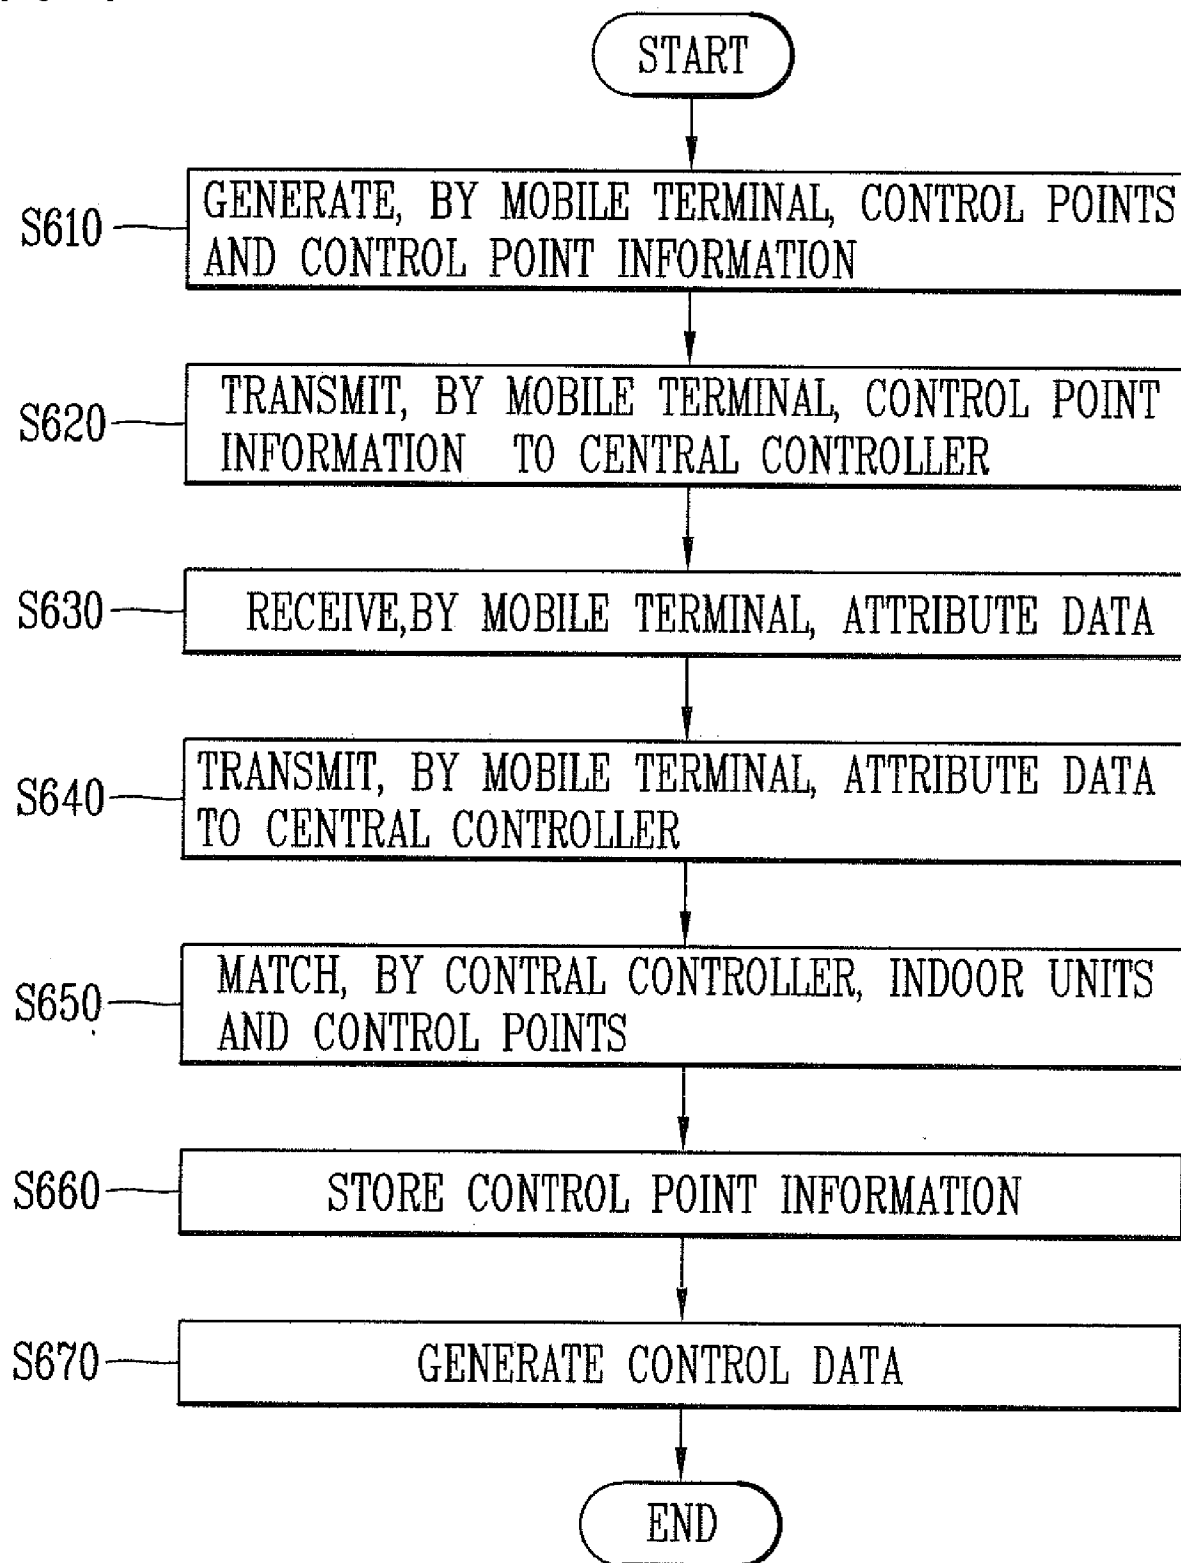 START
S610
GENERATE, BY MOBILE TERMINAL, CONTROL POINTS
AND CONTROL POINT INFORMATION
S620
TRANSMIT, BY MOBILE TERMINAL, CONTROL POINT
INFORMATION TO CENTRAL CONTROLLER
S630
RECEIVE,BY MOBILE TERMINAL, ATTRIBUTE DATA
S640
TRANSMIT, BY MOBILE TERMINAL, ATTRIBUTE DATA
TO CENTRAL CONTROLLER
S650
MATCH, BY CONTRAL CONTROLLER, INDOOR UNITS
AND CONTROL POINTS
S660
STORE CONTROL POINT INFORMATION
S670
GENERATE CONTROL DATA
END